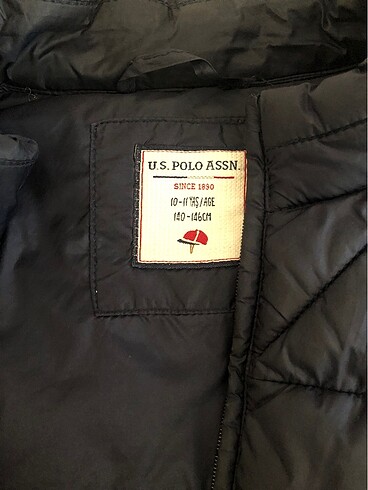 U.S. POLO ASSN.
SINCE 1890
10-11 YRS/AGE
140-146CM